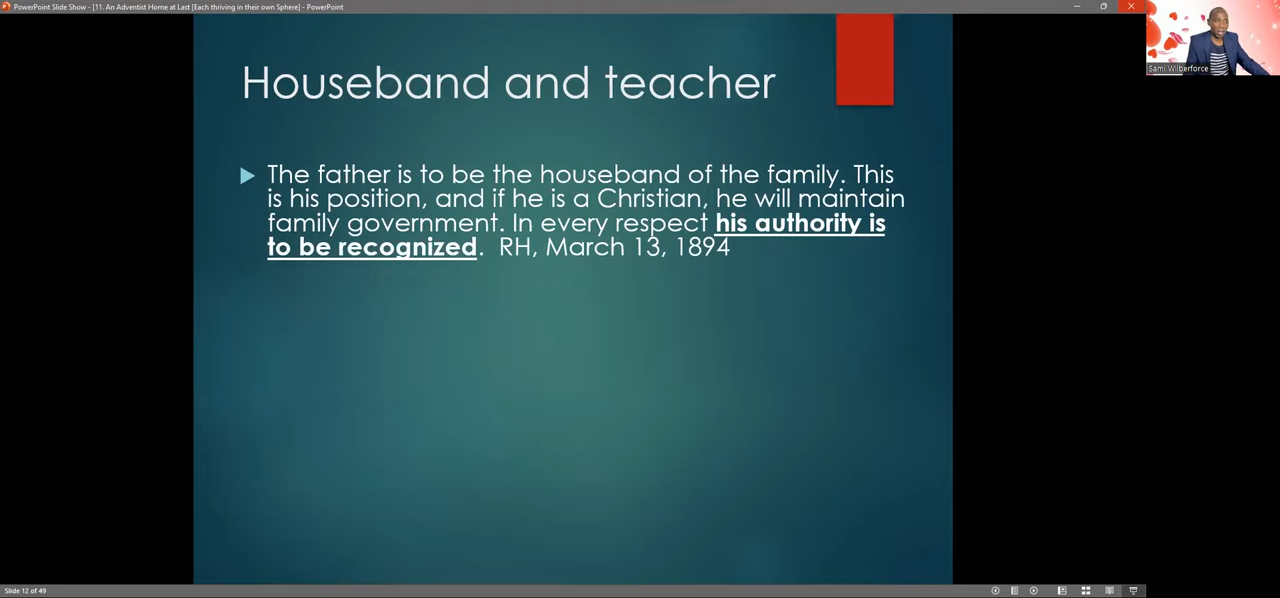 PowerPoint Slide Show - [11. An Adventist Home at Last [Each thriving in their own Sphere] - PowerPoint
Sami Wilberforce
Houseband and teacher
The father is to be the houseband of the family. This
is his position, and if he is a Christian, he will maintain
family government. In every respect his authority is
to be recognized. RH, March 13, 1894
Slide 12 of 49